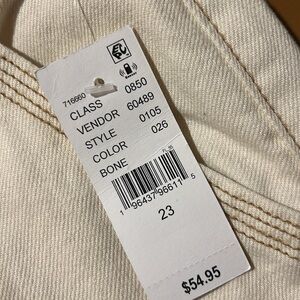 716660
CLASS 0850
VENDOR 60489
STYLE 0105
COLOR 026
BONE
1 96437 96611 5
23
$54.95